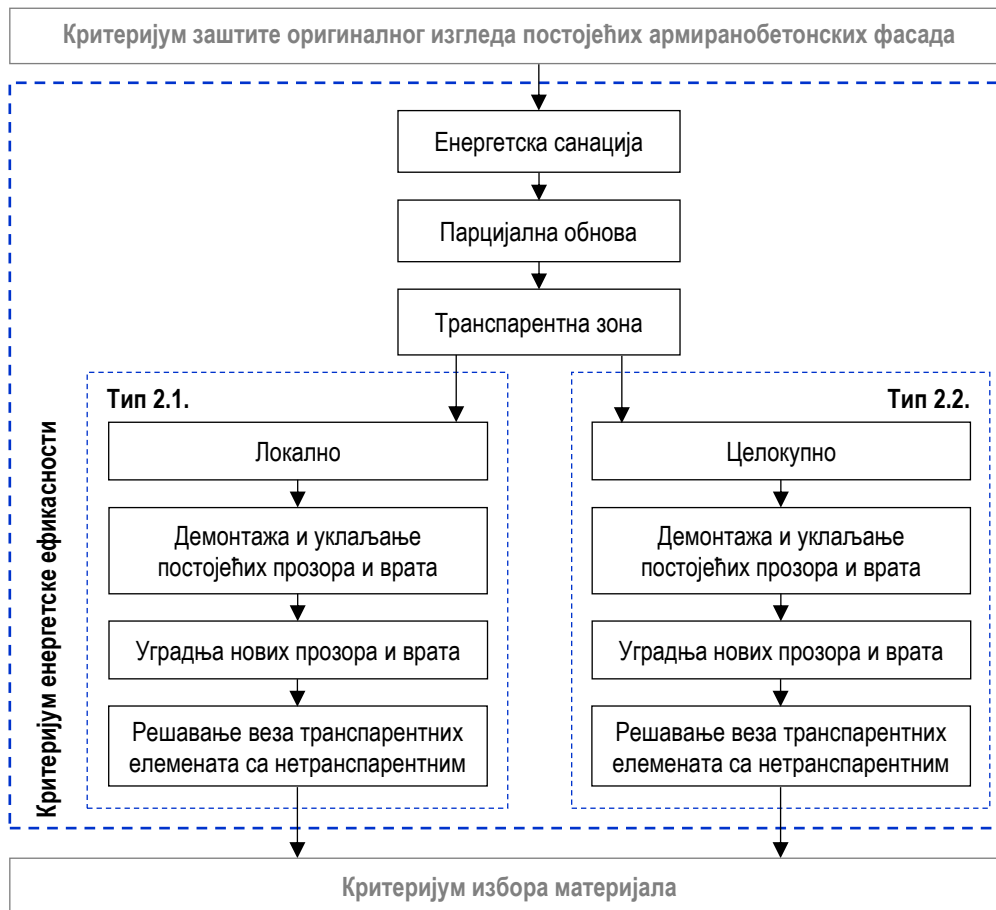 Критеријум заштите оригиналног изгледа постојећих армиранобетонских фасада
Енергетска санација
Парцијална обнова
Транспарентна зона
Критеријум енергетске ефикасности
Тип 2.1.
Локално
Демонтажа и уклаљање
постојећих прозора и врата
Уградња нових прозора и врата
Решавање веза транспарентних
елемената са нетранспарентним
Тип 2.2.
Целокупно
Демонтажа и уклаљање
постојећих прозора и врата
Уградња нових прозора и врата
Решавање веза транспарентних
елемената са нетранспарентним
Критеријум избора материјала